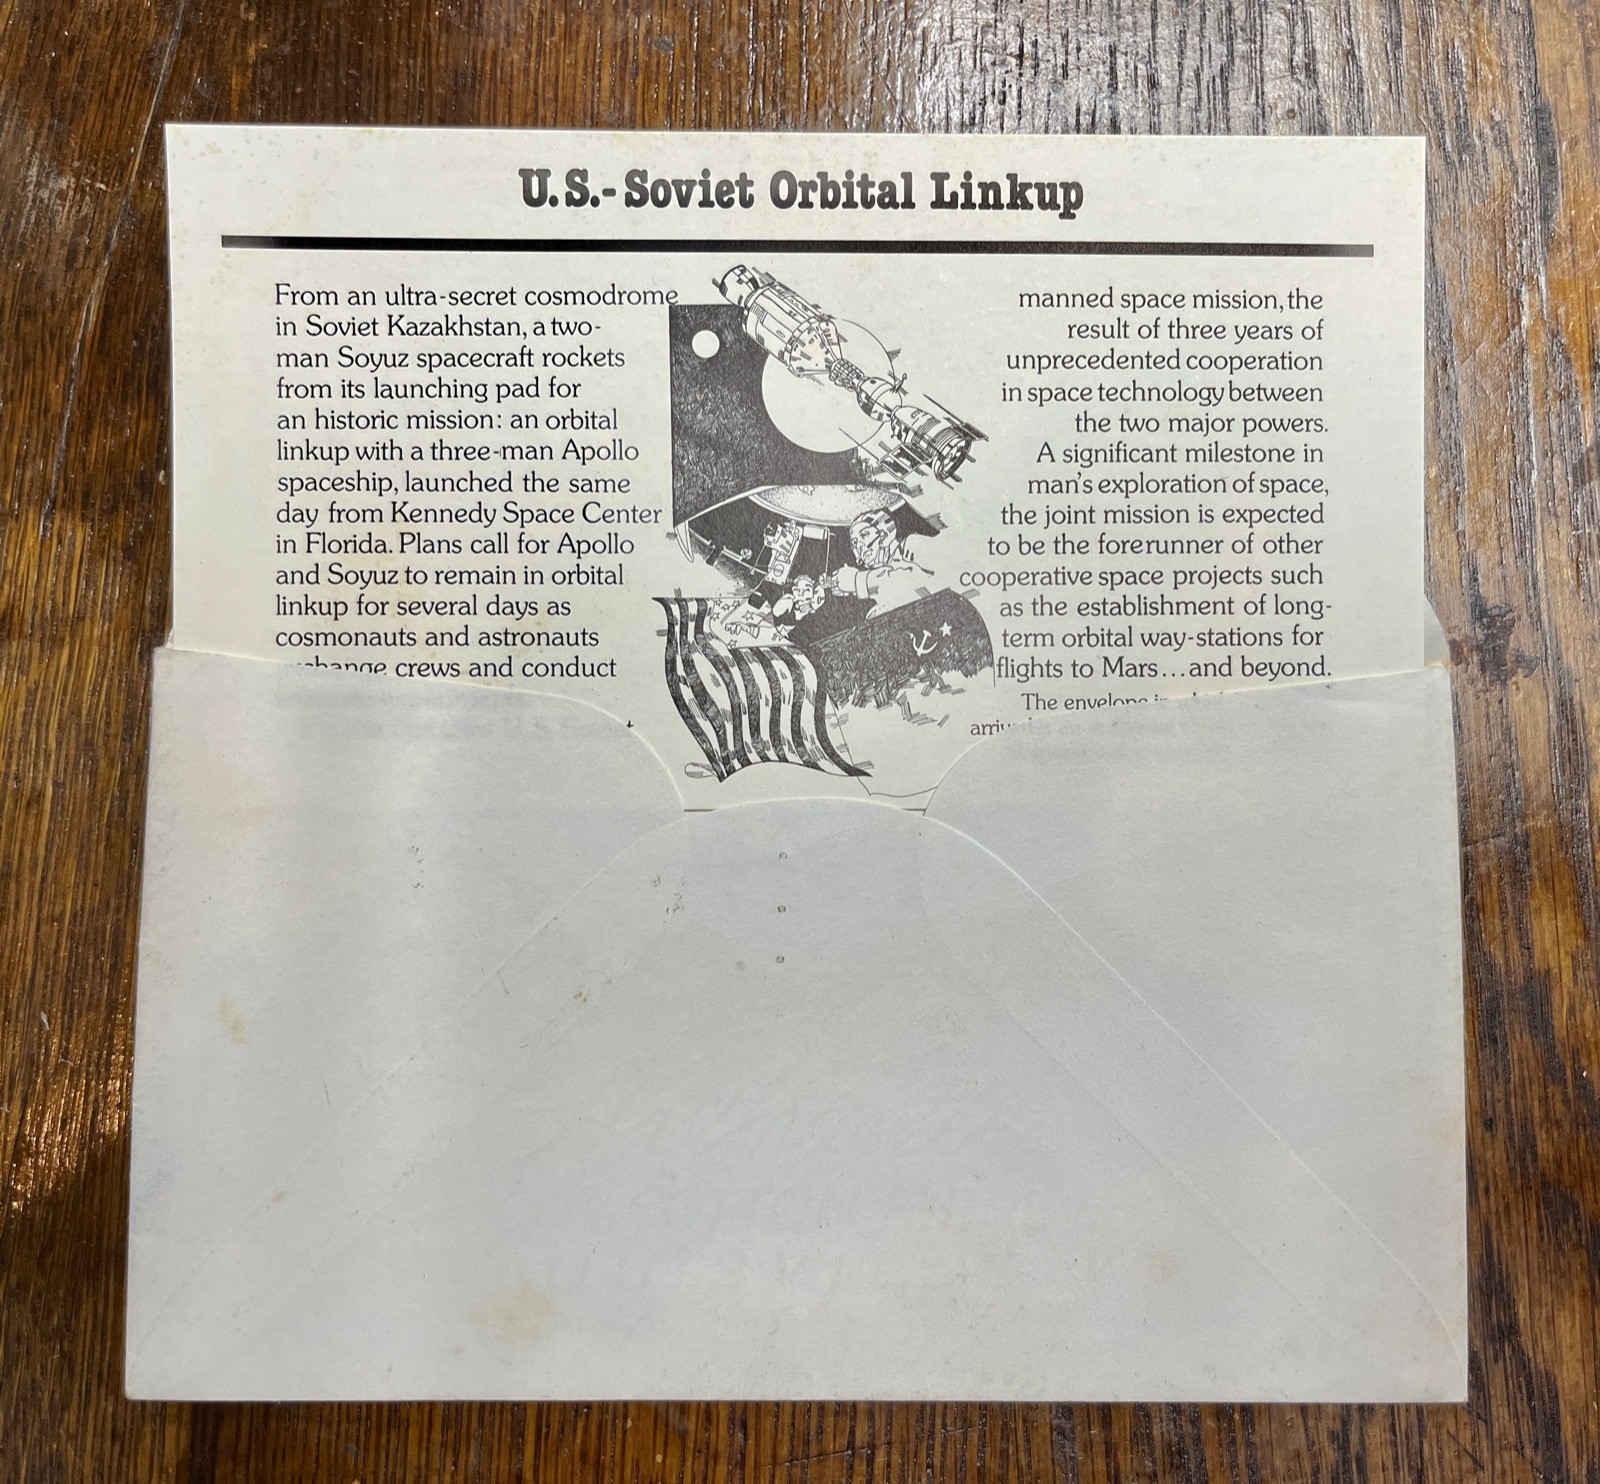 U.S.-Soviet Orbital Linkup
From an ultra-secret cosmodrome
in Soviet Kazakhstan, a two-
man Soyuz spacecraft rockets
from its launching pad for
an historic mission: an orbital
linkup with a three-man Apollo
spaceship, launched the same
day from Kennedy Space Center
in Florida. Plans call for Apollo
and Soyuz to remain in orbital
linkup for several days as
cosmonauts and astronauts
crews and conduct
manned space mission, the
result of three years of
unprecedented cooperation
in space technology between
the two major powers.
A significant milestone in
man's exploration of space,
the joint mission is expected
to be the forerunner of other
cooperative space projects such
as the establishment of long-
term orbital way-stations for
flights to Mars...and beyond.
The envelope